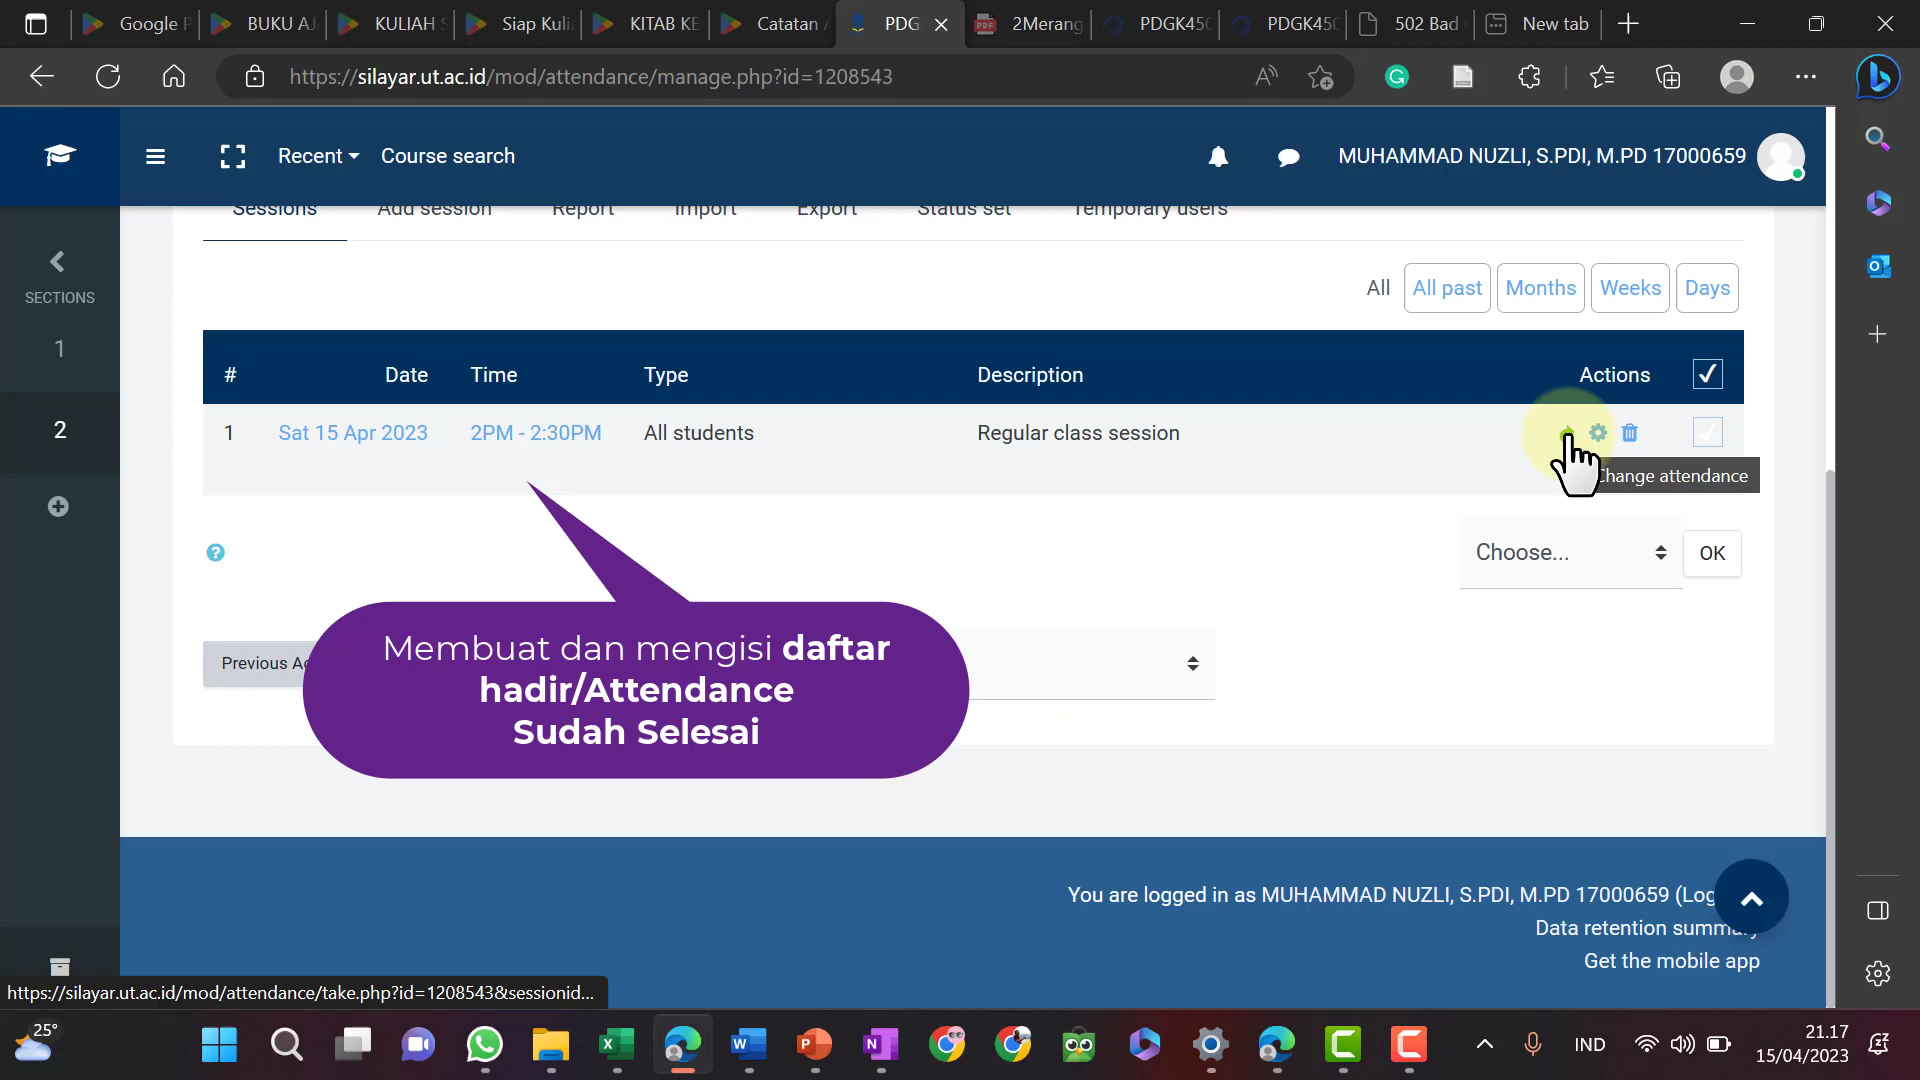 Google P
BUKU AJ
KULIAH S
Siap Kuli
KITAB KE
Catatan
PDG
2Merang
PDGK450
PDGK450
502 Bad
New tab
https://silayar.ut.ac.id/mod/attendance/manage.php?id=1208543
Recent
Course search
MUHAMMAD NUZLI, S.PDI, M.PD 17000659
Sessions
Add session
Report
Import
Export
Status set
Temporary users
SECTIONS
1
2
All
All past
Months
Weeks
Days
# Date Time Type Description Actions
1 Sat 15 Apr 2023 2PM - 2:30PM All students Regular class session
Change attendance
Choose...
OK
Previous Ac
Membuat dan mengisi daftar
hadir/Attendance
Sudah Selesai
You are logged in as MUHAMMAD NUZLI, S.PDI, M.PD 17000659 (Log
Data retention summary
Get the mobile app
https://silayar.ut.ac.id/mod/attendance/take.php?id=1208543&sessionid...
25°
IND
21.17
15/04/2023